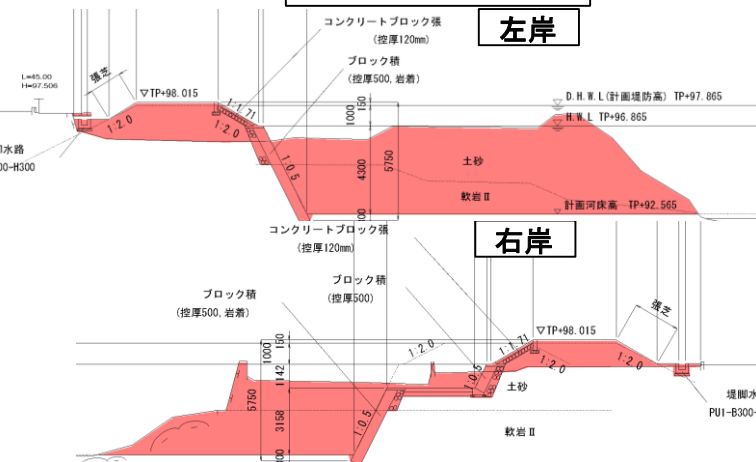 左岸
コンクリートブロック張
(控厚120mm)
ブロック積
(控厚500,岩着)
L=45.00
H=97.506
張芝
▽TP+98.015
1:2.0
1:1.71
1:2.0
1:0.5
1000
150
4300
5750
D.H.W.L(計画堤防高) TP+97.865
H.W.L TP+96.865
土砂
軟岩Ⅱ
計画河床高 TP+92.565
水路
00-H300
右岸
コンクリートブロック張
(控厚120mm)
ブロック積
(控厚500)
ブロック積
(控厚500,岩着)
張芝
▽TP+98.015
1:2.0
1:1.71
1:2.0
1:2.0
1:0.5
1:0.5
150
1000
1142
5750
3158
土砂
軟岩Ⅱ
堤脚水
PU1-B300-